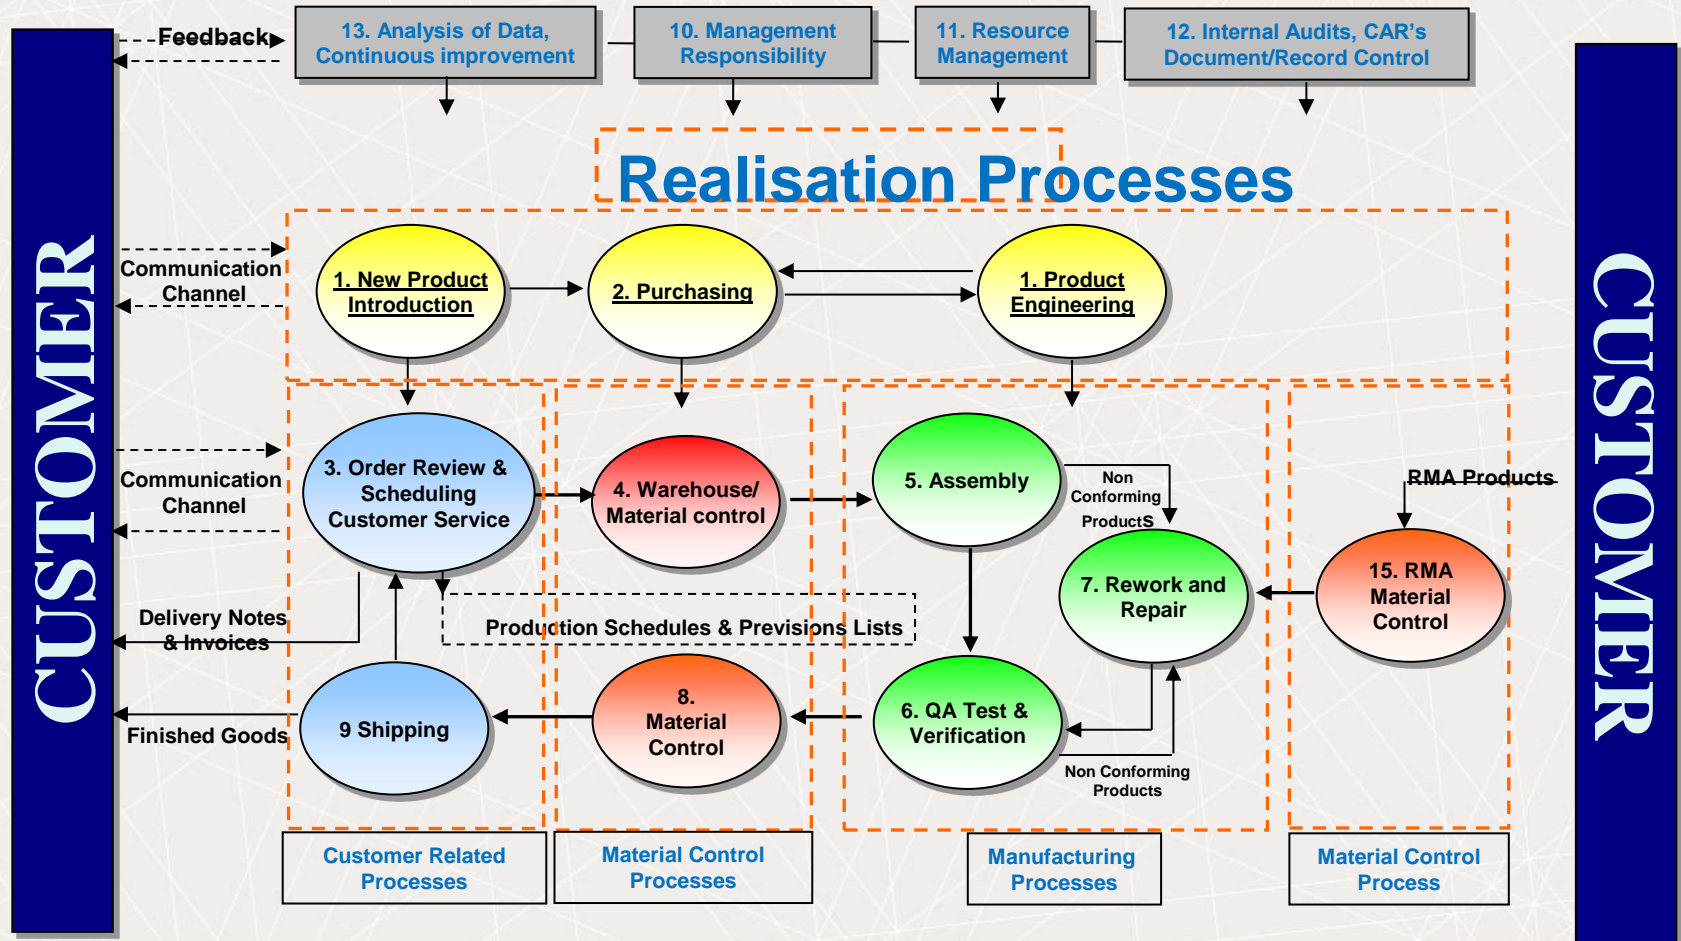 13. Analysis of Data,
Continuous improvement
10. Management
Responsibility
11. Resource
Management
12. Internal Audits, CAR's
Document/Record Control
Feedback
CUSTOMER
CUSTOMER
Realisation Processes
Communication
Channel
1. New Product
Introduction
2. Purchasing
1. Product
Engineering
Communication
Channel
3. Order Review &
Scheduling
Customer Service
4. Warehouse/
Material control
5. Assembly
Non
Conforming
Products
RMA Products
7. Rework and
Repair
15. RMA
Material
Control
Delivery Notes
& Invoices
Production Schedules & Previsions Lists
9 Shipping
8.
Material
Control
6. QA Test &
Verification
Finished Goods
Non Conforming
Products
Customer Related
Processes
Material Control
Processes
Manufacturing
Processes
Material Control
Process